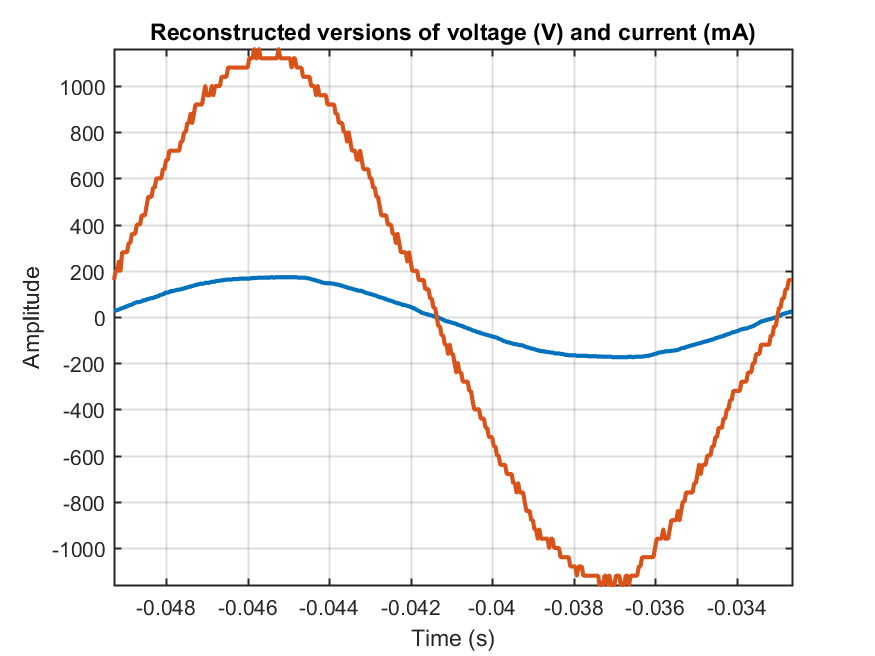 Reconstructed versions of voltage (V) and current (mA)
1000
800
600
400
200
0
-200
-400
-600
-800
-1000
Amplitude
-0.048 -0.046 -0.044 -0.042 -0.04 -0.038 -0.036 -0.034
Time (s)